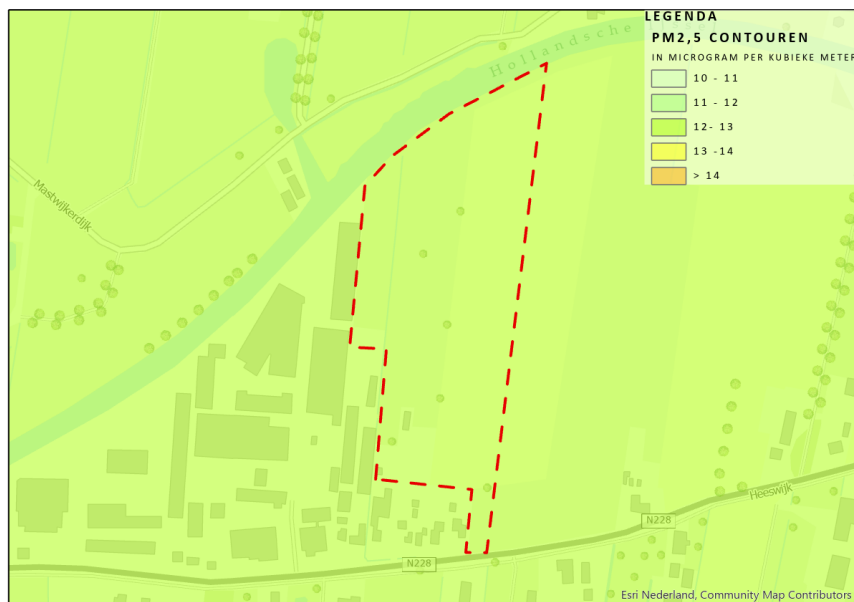 LEGENDA
PM2,5 CONTOUREN
IN MICROGRAM PER KUBIEKE METER
10 - 11
11 - 12
12- 13
13 -14
> 14
Hollandsche
Mastwijkerdijk
Heeswijk
N228
N228
Esri Nederland, Community Map Contributors